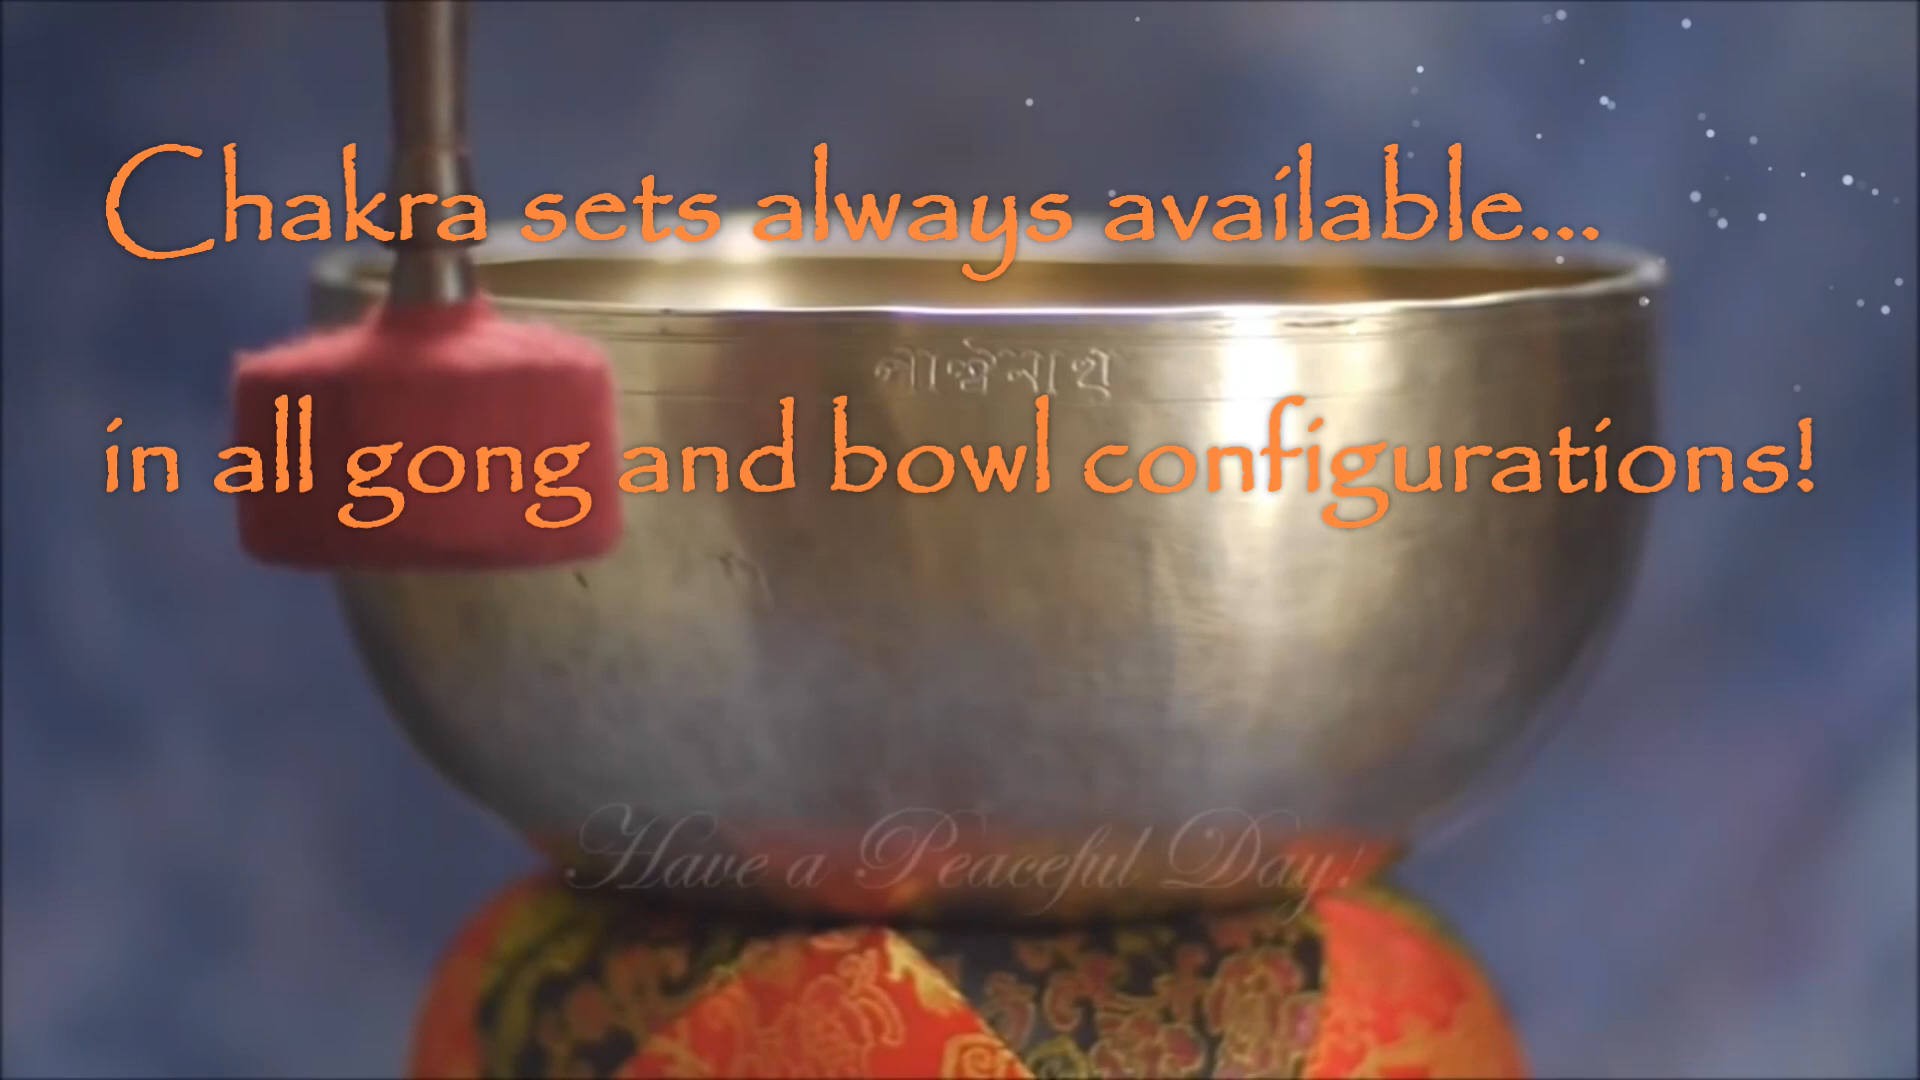 Chakra sets always available...
in all gong and bowl configurations!
Have a Peaceful Day!